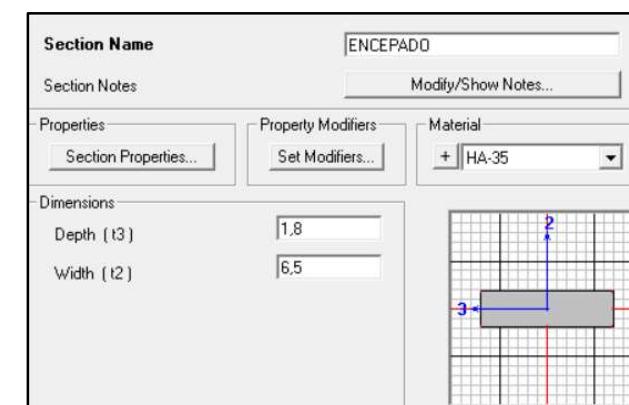 Section Name ENCEPADO
Section Notes Modify/Show Notes...
Properties Property Modifiers Material
Section Properties... Set Modifiers... + HA-35
Dimensions
Depth ( t3 ) 1,8
Width ( t2 ) 6,5
2
3